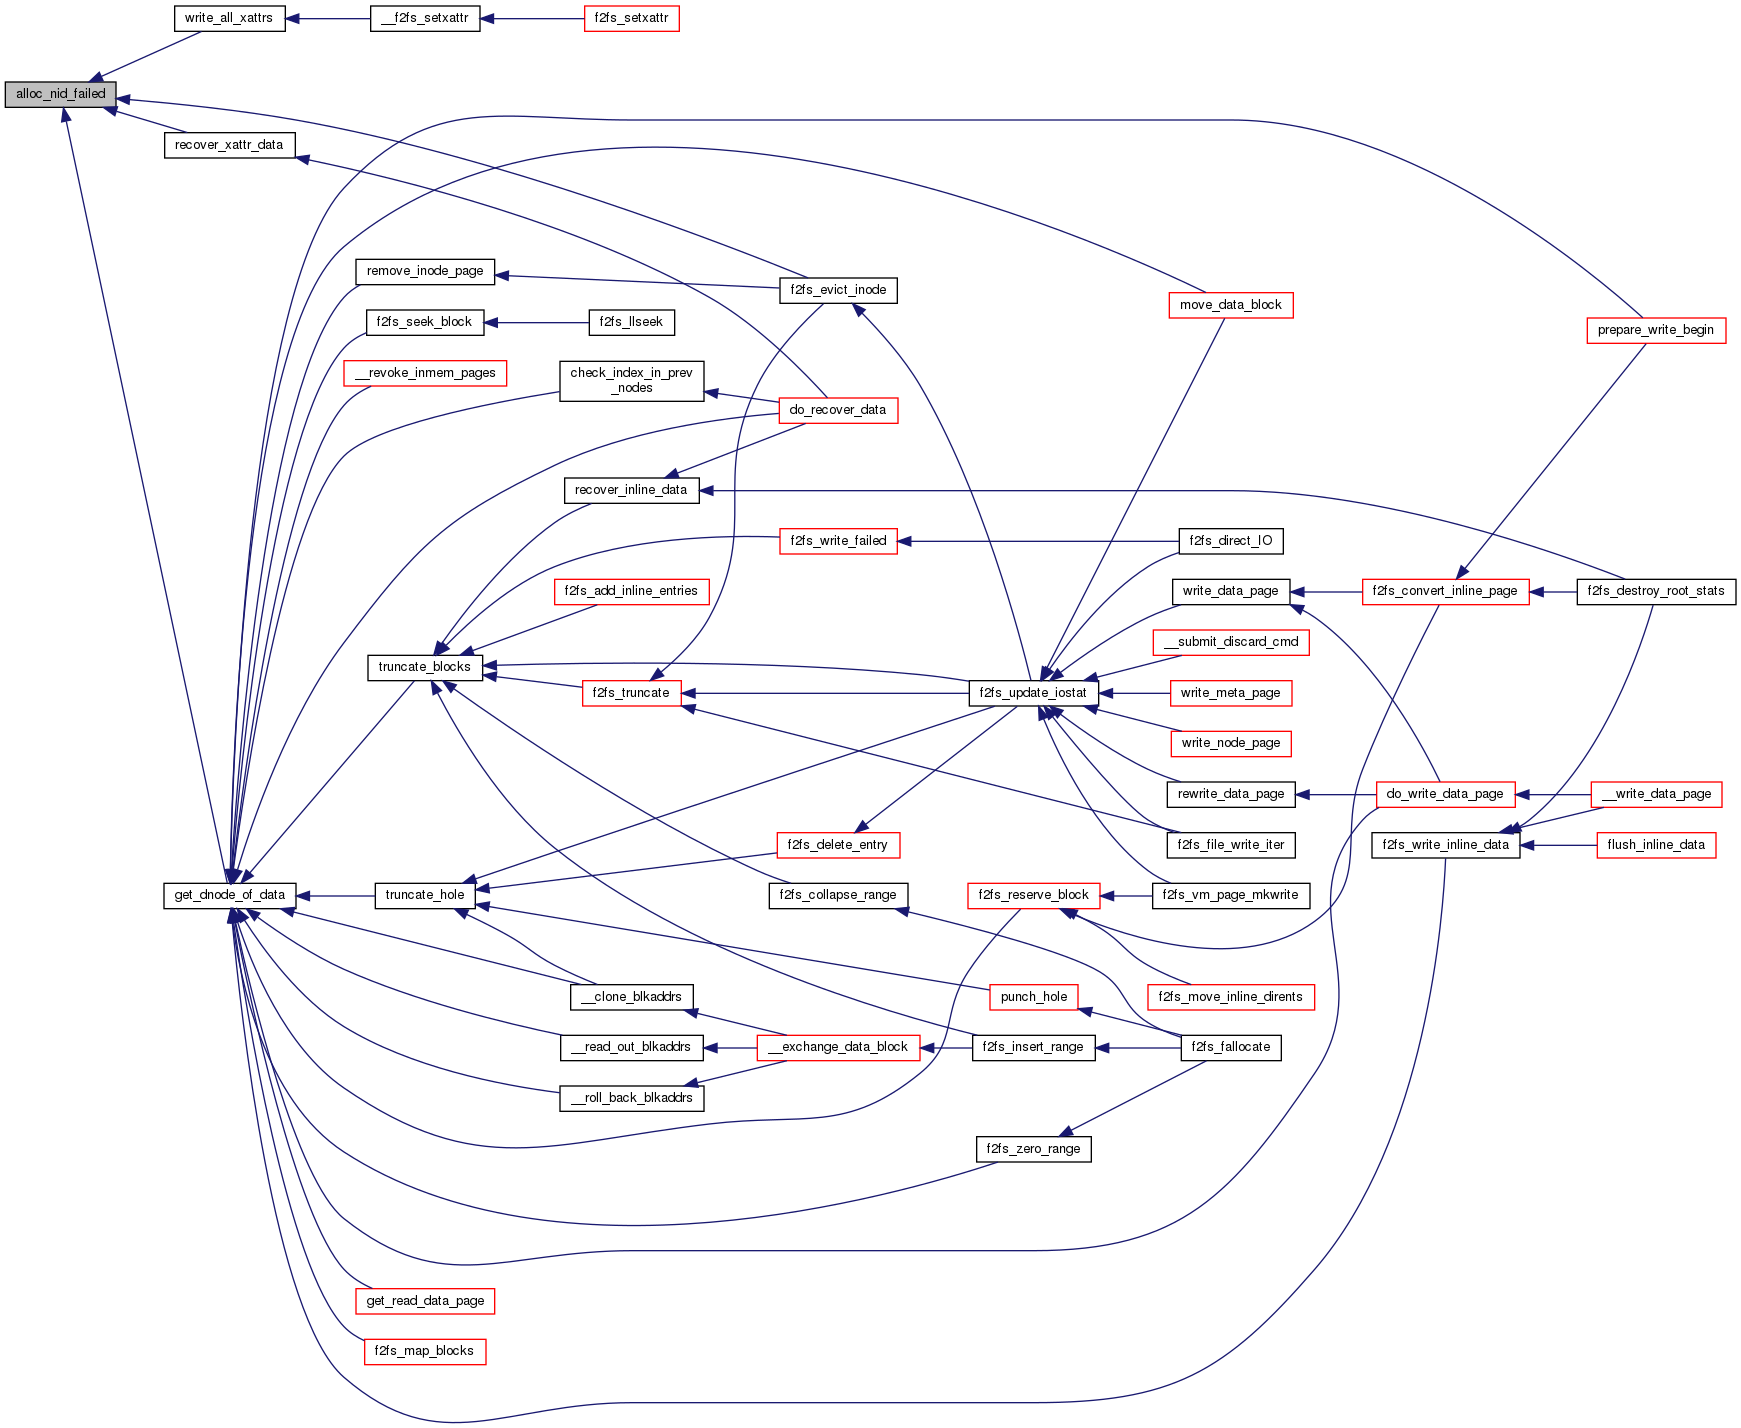 write_all_xattrs
__f2fs_setxattr
f2fs_setxattr
alloc_nid_failed
recover_xattr_data
remove_inode_page
f2fs_evict_inode
move_data_block
f2fs_seek_block
f2fs_llseek
prepare_write_begin
__revoke_inmem_pages
check_index_in_prev
_nodes
do_recover_data
recover_inline_data
f2fs_write_failed
f2fs_direct_IO
f2fs_add_inline_entries
write_data_page
f2fs_convert_inline_page
f2fs_destroy_root_stats
__submit_discard_cmd
truncate_blocks
f2fs_truncate
f2fs_update_iostat
write_meta_page
write_node_page
rewrite_data_page
do_write_data_page
__write_data_page
f2fs_delete_entry
f2fs_file_write_iter
f2fs_write_inline_data
flush_inline_data
get_dnode_of_data
truncate_hole
f2fs_collapse_range
f2fs_reserve_block
f2fs_vm_page_mkwrite
__clone_blkaddrs
punch_hole
f2fs_move_inline_dirents
__read_out_blkaddrs
__exchange_data_block
f2fs_insert_range
f2fs_fallocate
__roll_back_blkaddrs
f2fs_zero_range
get_read_data_page
f2fs_map_blocks